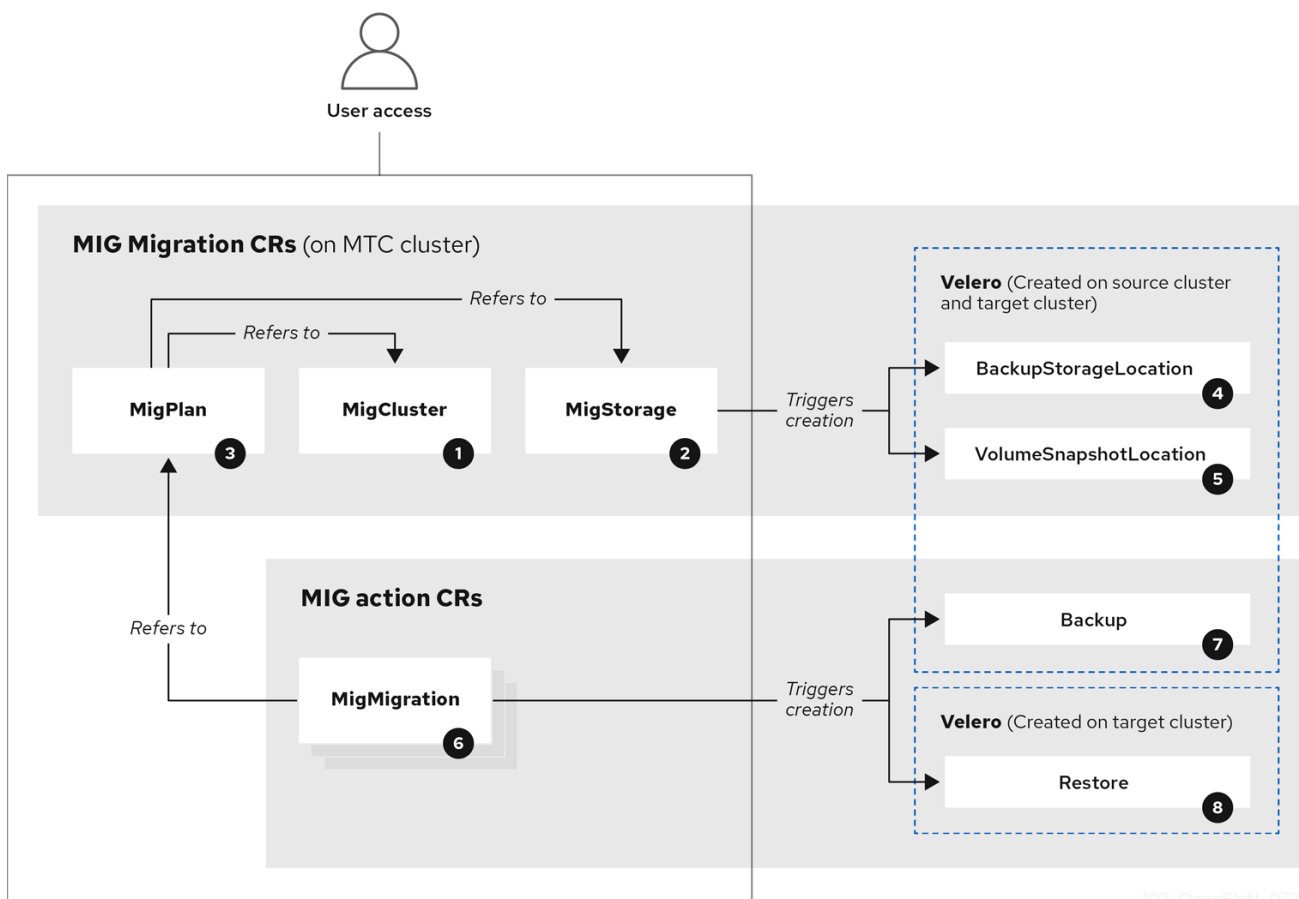 User access
MIG Migration CRs (on MTC cluster)
Refers to
Refers to
MigPlan
3
MigCluster
1
MigStorage
2
Triggers
creation
Velero (Created on source cluster
and target cluster)
BackupStorageLocation
4
VolumeSnapshotLocation
5
Refers to
MIG action CRs
MigMigration
6
Triggers
creation
Backup
7
Velero (Created on target cluster)
Restore
8